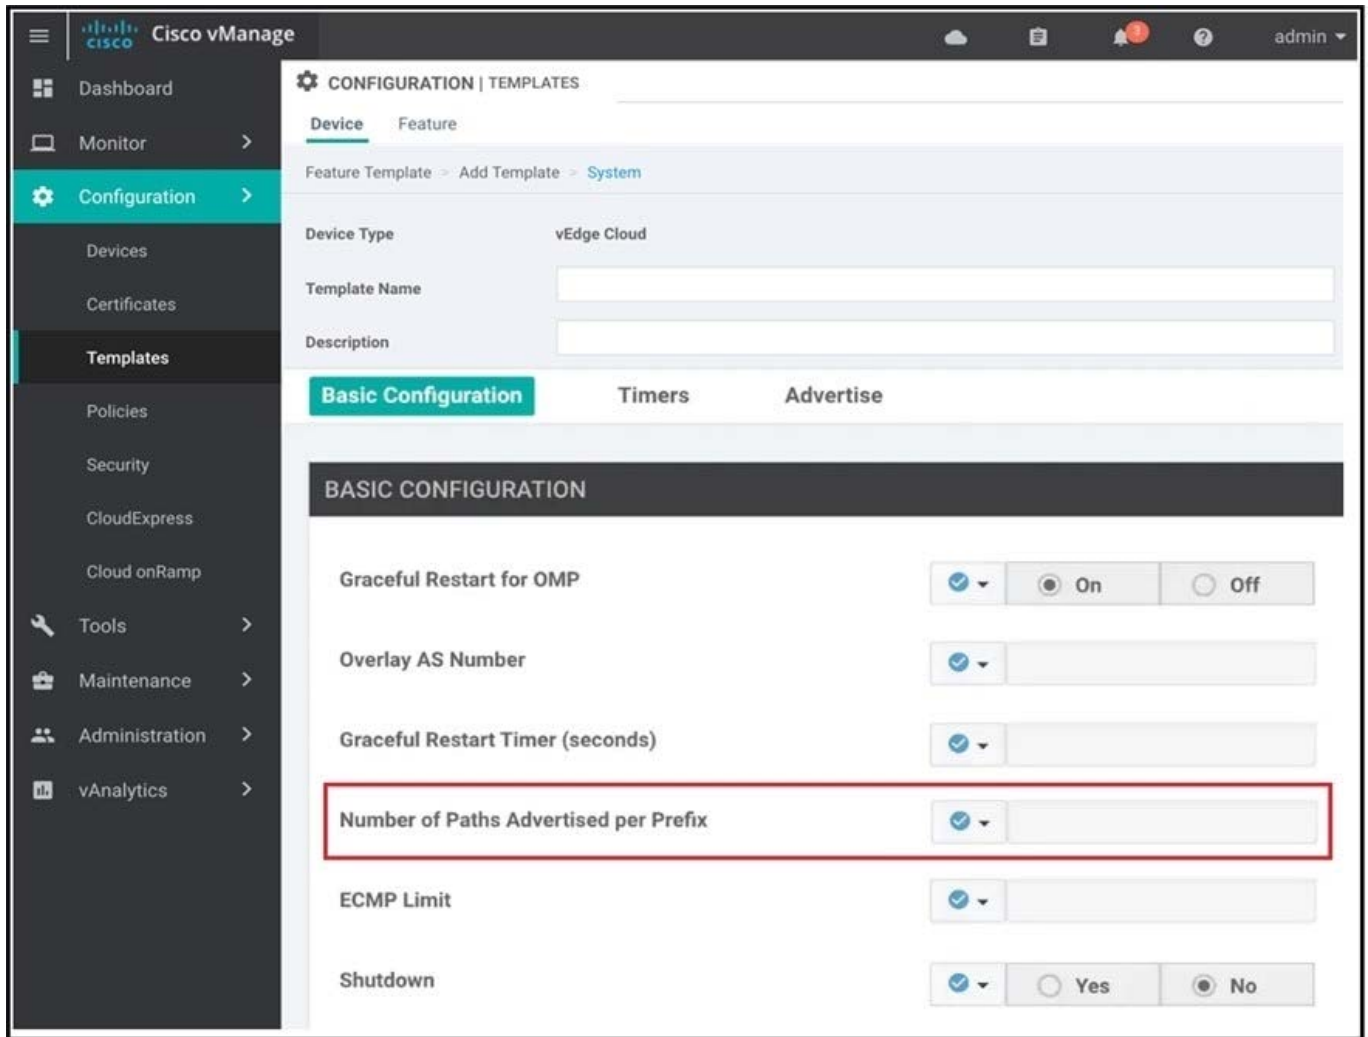 cisco Cisco vManage
admin
Dashboard
Monitor
Configuration
Devices
Certificates
Templates
Policies
Security
CloudExpress
Cloud onRamp
Tools
Maintenance
Administration
vAnalytics
CONFIGURATION | TEMPLATES
Device Feature
Feature Template > Add Template > System
Device Type vEdge Cloud
Template Name
Description
Basic Configuration Timers Advertise
BASIC CONFIGURATION
Graceful Restart for OMP On Off
Overlay AS Number
Graceful Restart Timer (seconds)
Number of Paths Advertised per Prefix
ECMP Limit
Shutdown Yes No